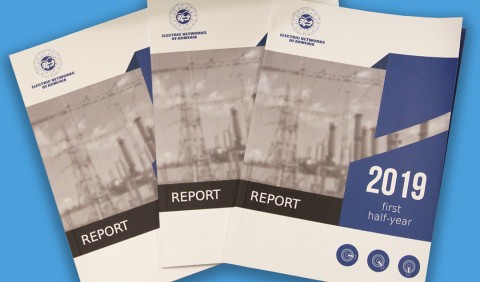 ELECTRIC NETWORKS
OF ARMENIA
REPORT
ELECTRIC NETWORKS
OF ARMENIA
REPORT
ELECTRIC NETWORKS
OF ARMENIA
REPORT
2019
first
half-year